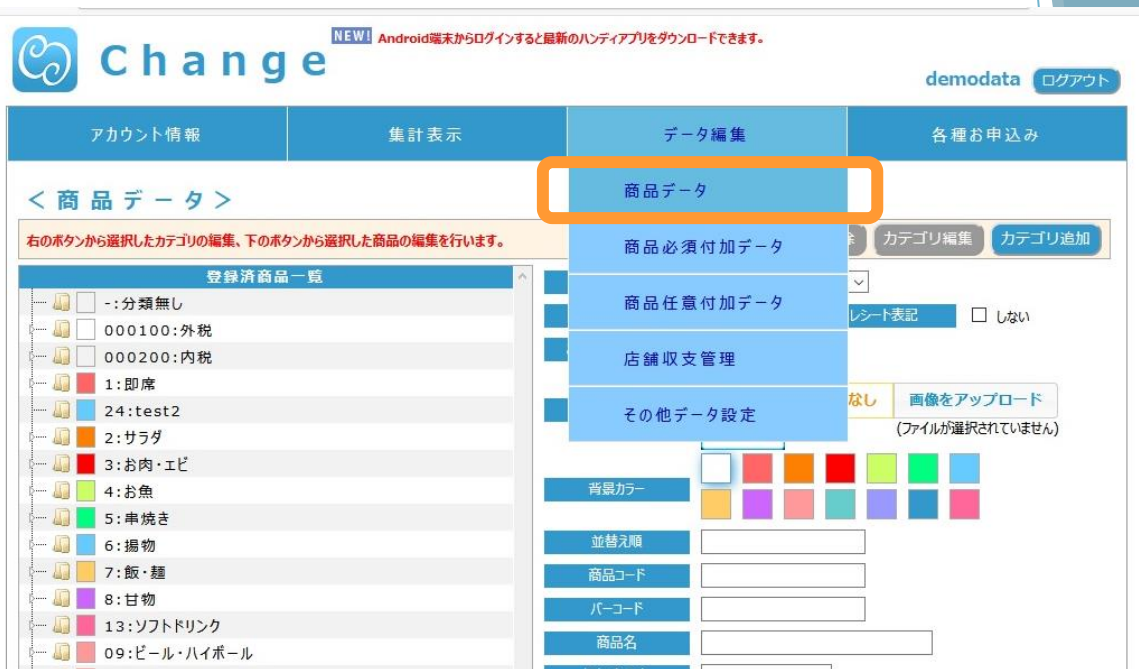 Change
NEW! Android端末からログインすると最新のハンディアプリをダウンロードできます。
demodata ログアウト
アカウント情報 集計表示 データ編集 各種お申込み
商品データ
商品必須付加データ
商品任意付加データ
店舗収支管理
その他データ設定
<商品データ>
右のボタンから選択したカテゴリの編集、下のボタンから選択した商品の編集を行います。
カテゴリ編集 カテゴリ追加
登録済商品一覧
-:分類無し
000100:外税
000200:内税
1:即席
24:test2
2:サラダ
3:お肉・エビ
4:お魚
5:串焼き
6:揚物
7:飯・麺
8:甘物
13:ソフトドリンク
09:ビール・ハイボール
レシート表記 しない
なし 画像をアップロード
(ファイルが選択されていません)
背景カラー
並替え順
商品コード
バーコード
商品名